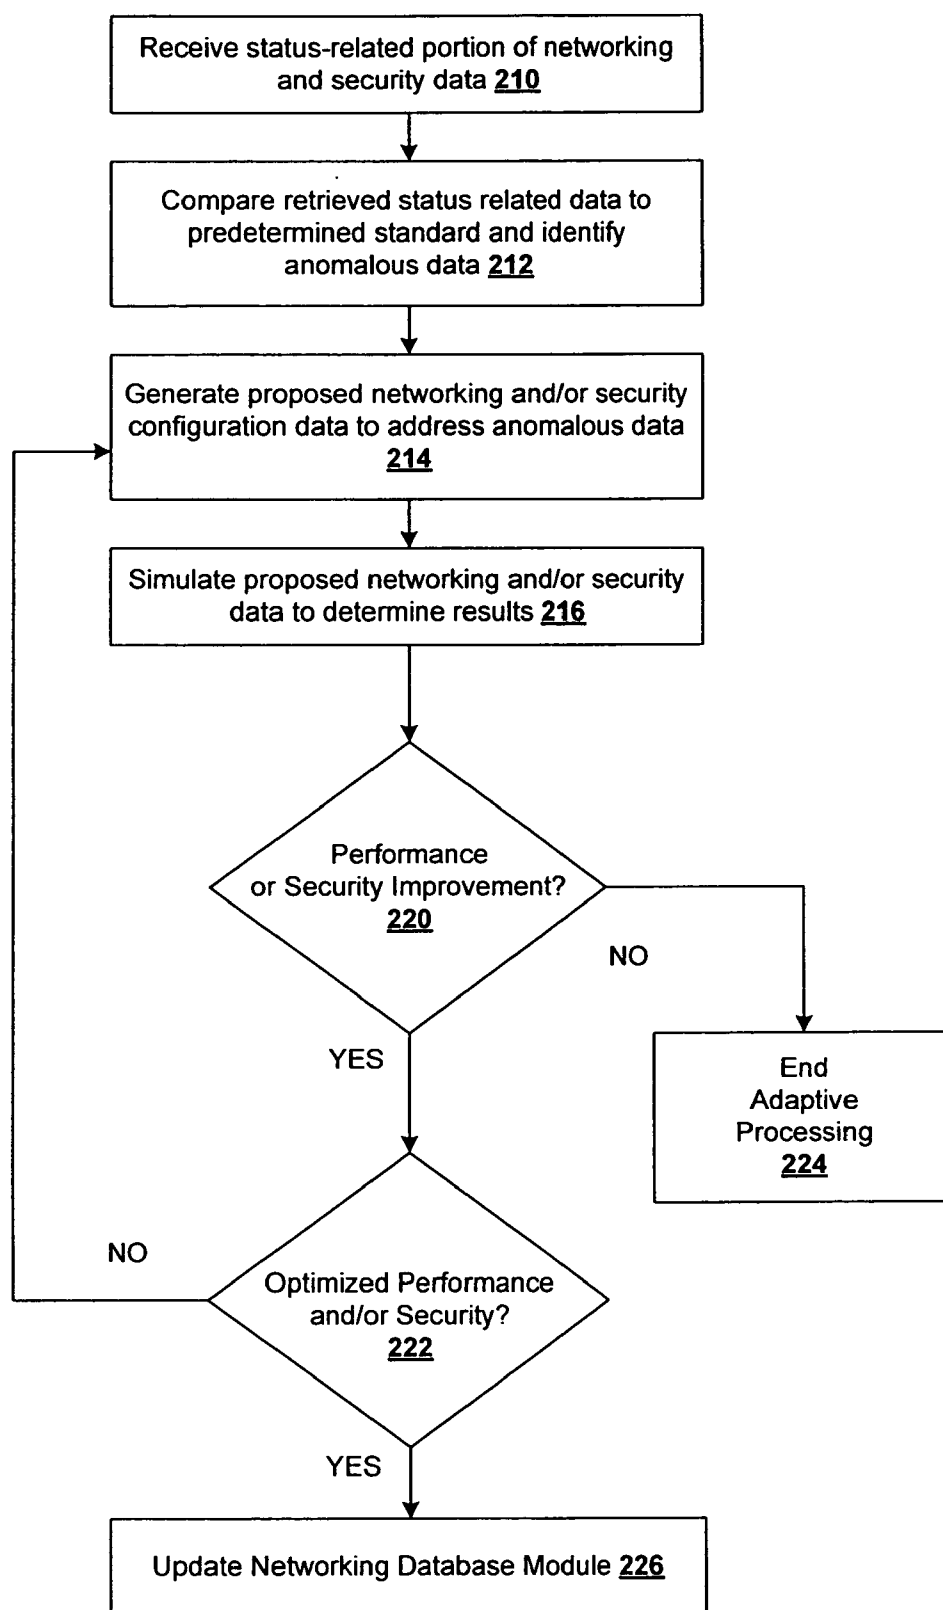 Receive status-related portion of networking
and security data 210
Compare retrieved status related data to
predetermined standard and identify
anomalous data 212
Generate proposed networking and/or security
configuration data to address anomalous data
214
Simulate proposed networking and/or security
data to determine results 216
Performance
or Security Improvement?
220
NO
YES
End
Adaptive
Processing
224
NO
Optimized Performance
and/or Security?
222
YES
Update Networking Database Module 226